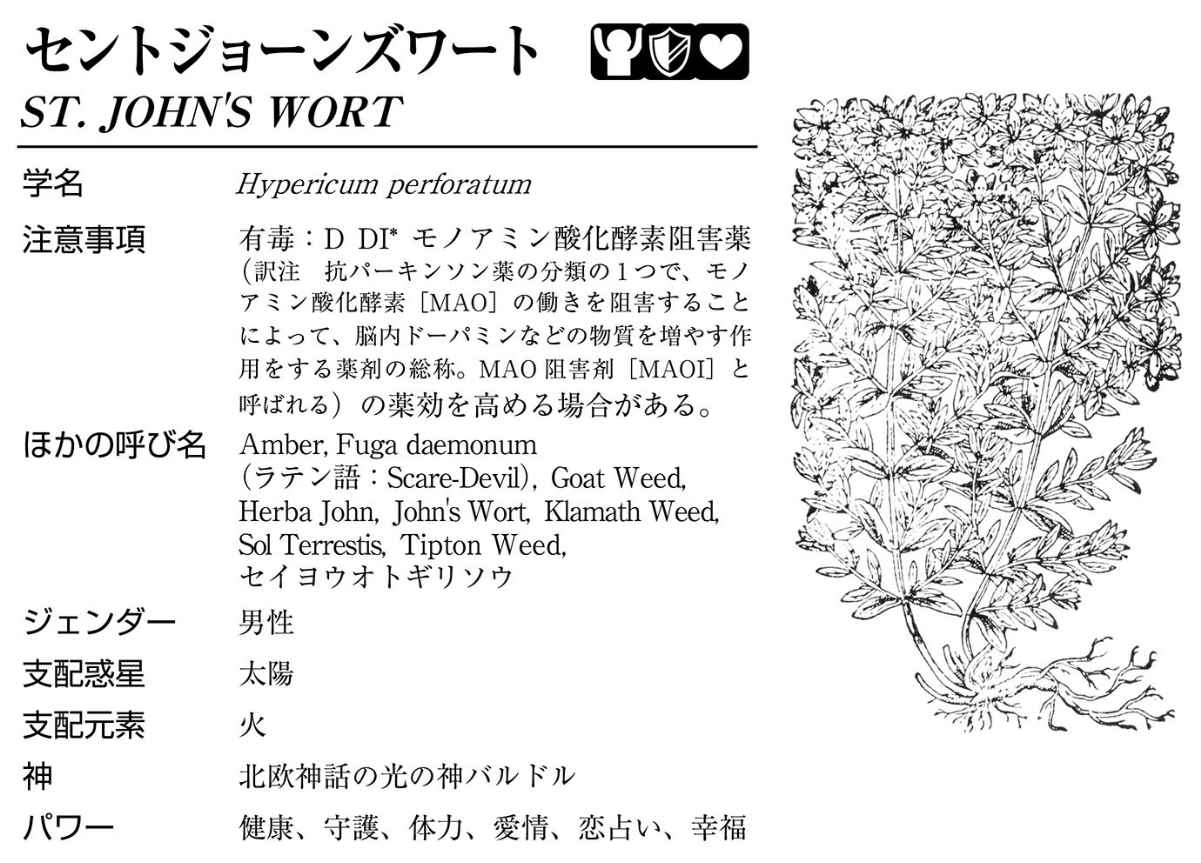 セントジョーンズワート
ST. JOHN'S WORT
学名 Hypericum perforatum
注意事項 有毒：D DI* モノアミン酸化酵素阻害薬
（訳注　抗パーキンソン薬の分類の１つで、モノ
アミン酸化酵素［MAO］の働きを阻害すること
によって、脳内ドーパミンなどの物質を増やす作
用をする薬剤の総称。MAO 阻害剤［MAOI］と
呼ばれる）の薬効を高める場合がある。
ほかの呼び名 Amber, Fuga daemonum
（ラテン語：Scare-Devil）, Goat Weed,
Herba John, John's Wort, Klamath Weed,
Sol Terrestis, Tipton Weed,
セイヨウオトギリソウ
ジェンダー 男性
支配惑星 太陽
支配元素 火
神 北欧神話の光の神バルドル
パワー 健康、守護、体力、愛情、恋占い、幸福